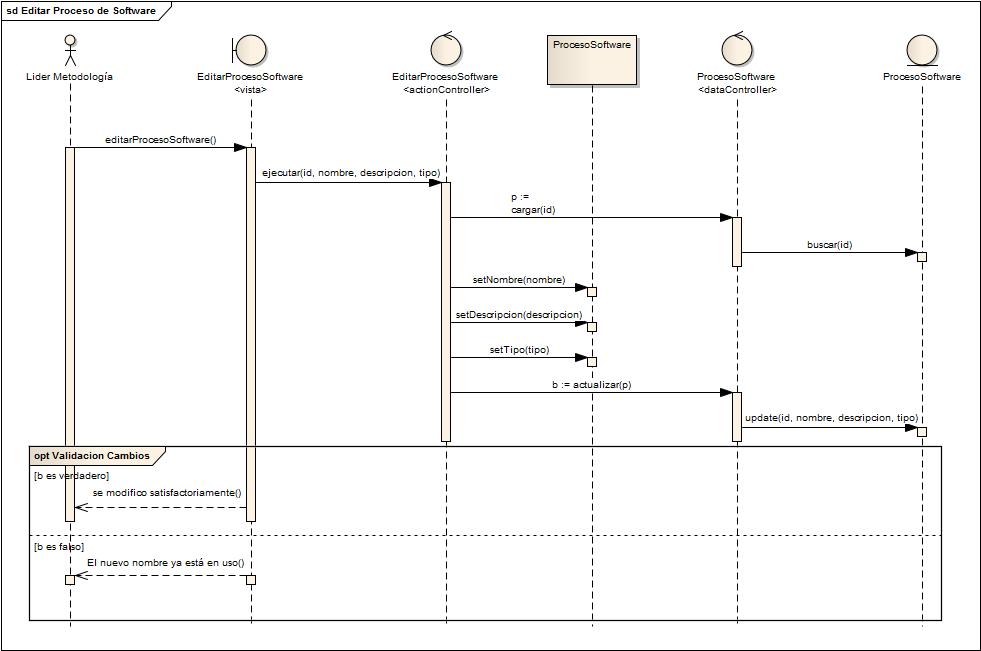 sd Editar Proceso de Software
Lider Metodología
EditarProcesoSoftware
<vista>
EditarProcesoSoftware
<actionController>
ProcesoSoftware
ProcesoSoftware
<dataController>
ProcesoSoftware
editarProcesoSoftware()
ejecutar(id, nombre, descripcion, tipo)
p :=
cargar(id)
buscar(id)
setNombre(nombre)
setDescripcion(descripcion)
setTipo(tipo)
b := actualizar(p)
update(id, nombre, descripcion, tipo)
opt Validacion Cambios
[b es verdadero]
se modifico satisfactoriamente()
[b es falso]
El nuevo nombre ya está en uso()